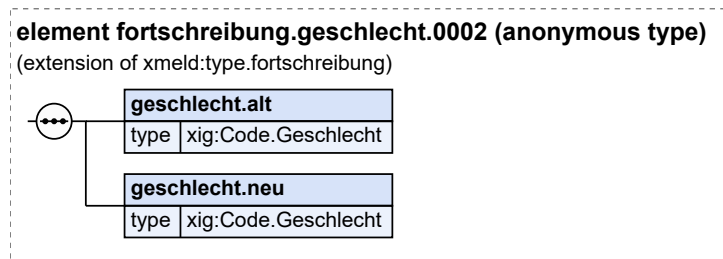 element fortschreibung.geschlecht.0002 (anonymous type)
(extension of xmeld:type.fortschreibung)
geschlecht.alt
type xig:Code.Geschlecht
geschlecht.neu
type xig:Code.Geschlecht